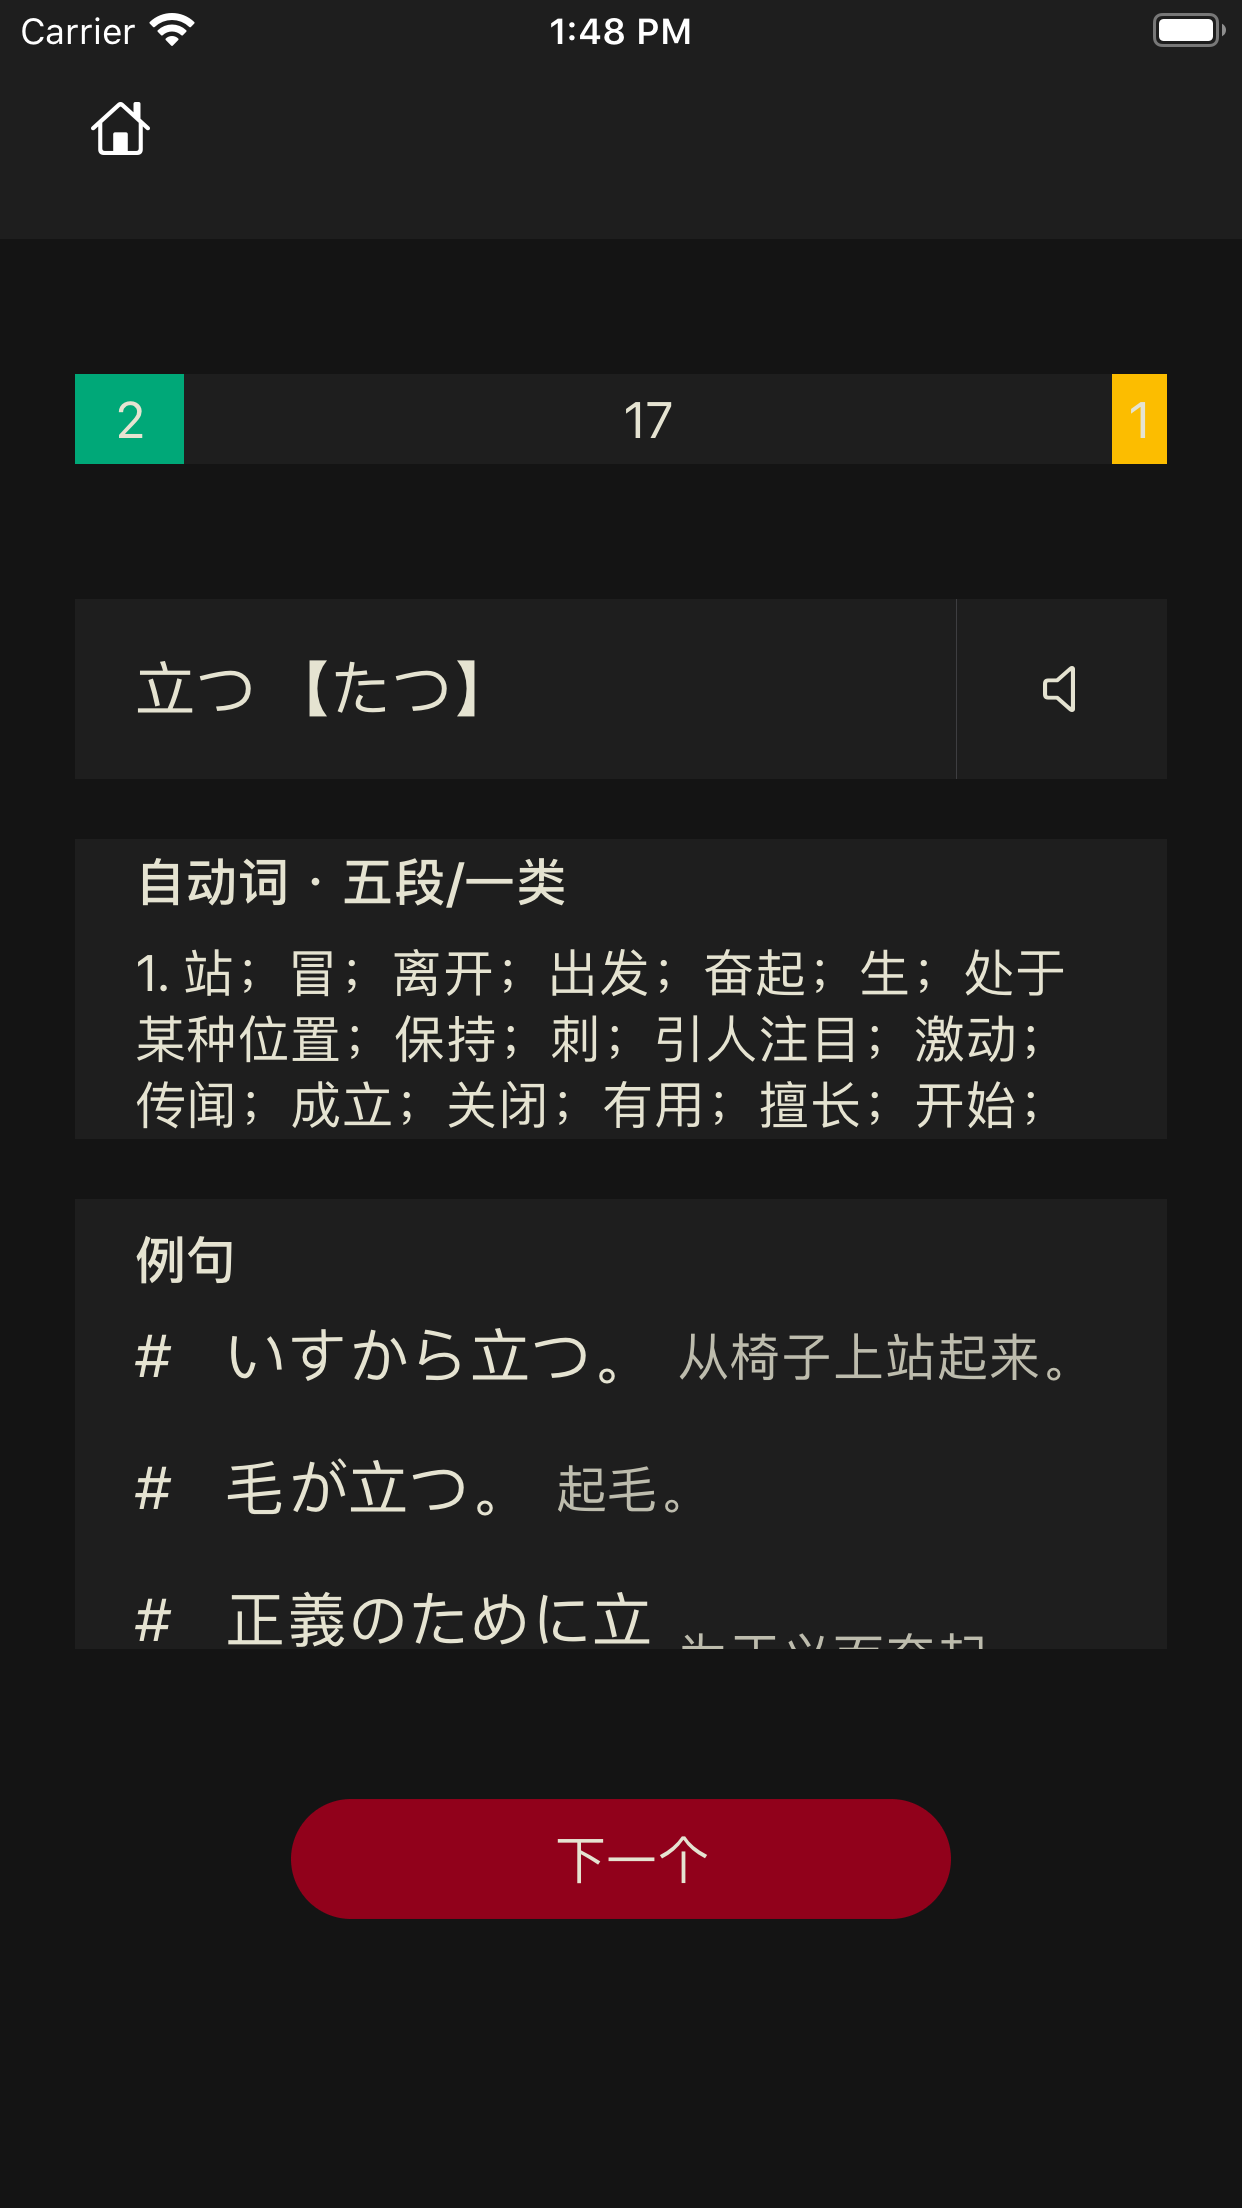 Carrier 1:48 PM
2 17 1
立つ 【たつ】
自动词 · 五段/一类
1. 站；冒；离开；出发；奋起；生；处于
某种位置；保持；刺；引人注目；激动；
传闻；成立；关闭；有用；擅长；开始；
例句
# いすから立つ。 从椅子上站起来。
# 毛が立つ。 起毛。
# 正義のために立
下一个